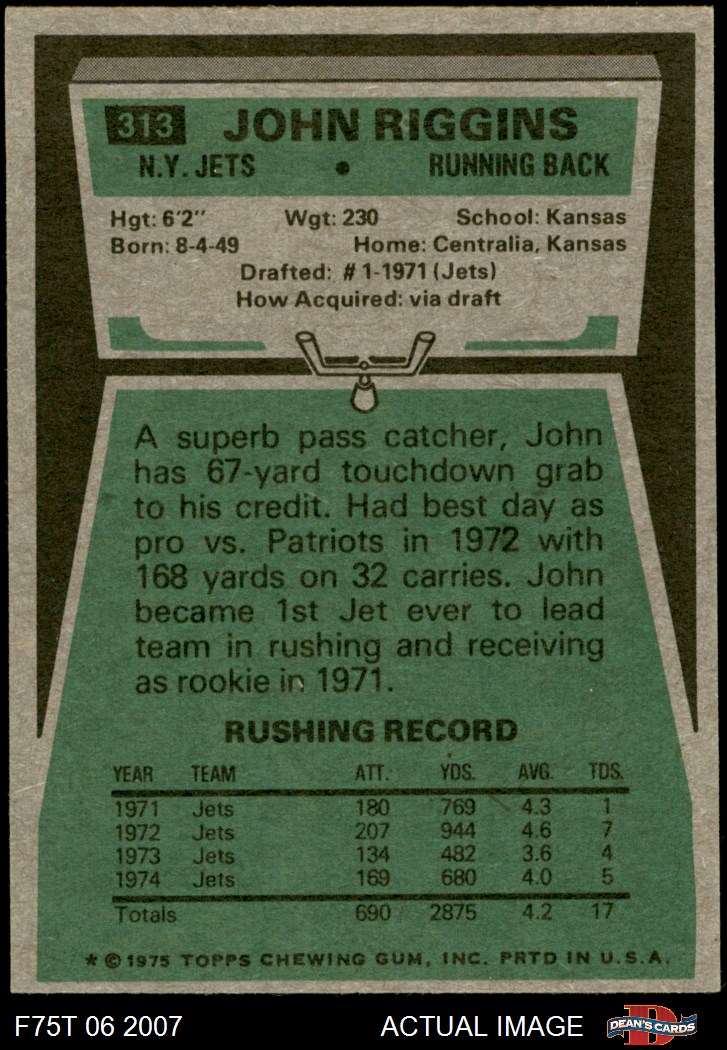 313 JOHN RIGGINS
N.Y. JETS • RUNNING BACK
Hgt: 6'2" Wgt: 230 School: Kansas
Born: 8-4-49 Home: Centralia, Kansas
Drafted: #1-1971 (Jets)
How Acquired: via draft
A superb pass catcher, John
has 67-yard touchdown grab
to his credit. Had best day as
pro vs. Patriots in 1972 with
168 yards on 32 carries. John
became 1st Jet ever to lead
team in rushing and receiving
as rookie in 1971.
RUSHING RECORD
YEAR TEAM ATT. YDS. AVG. TDS.
1971 Jets 180 769 4.3 1
1972 Jets 207 944 4.6 7
1973 Jets 134 482 3.6 4
1974 Jets 169 680 4.0 5
Totals 690 2875 4.2 17
* © 1975 TOPPS CHEWING GUM, INC. PRTD IN U.S.A.
F75T 06 2007 ACTUAL IMAGE D DEAN'S CARDS